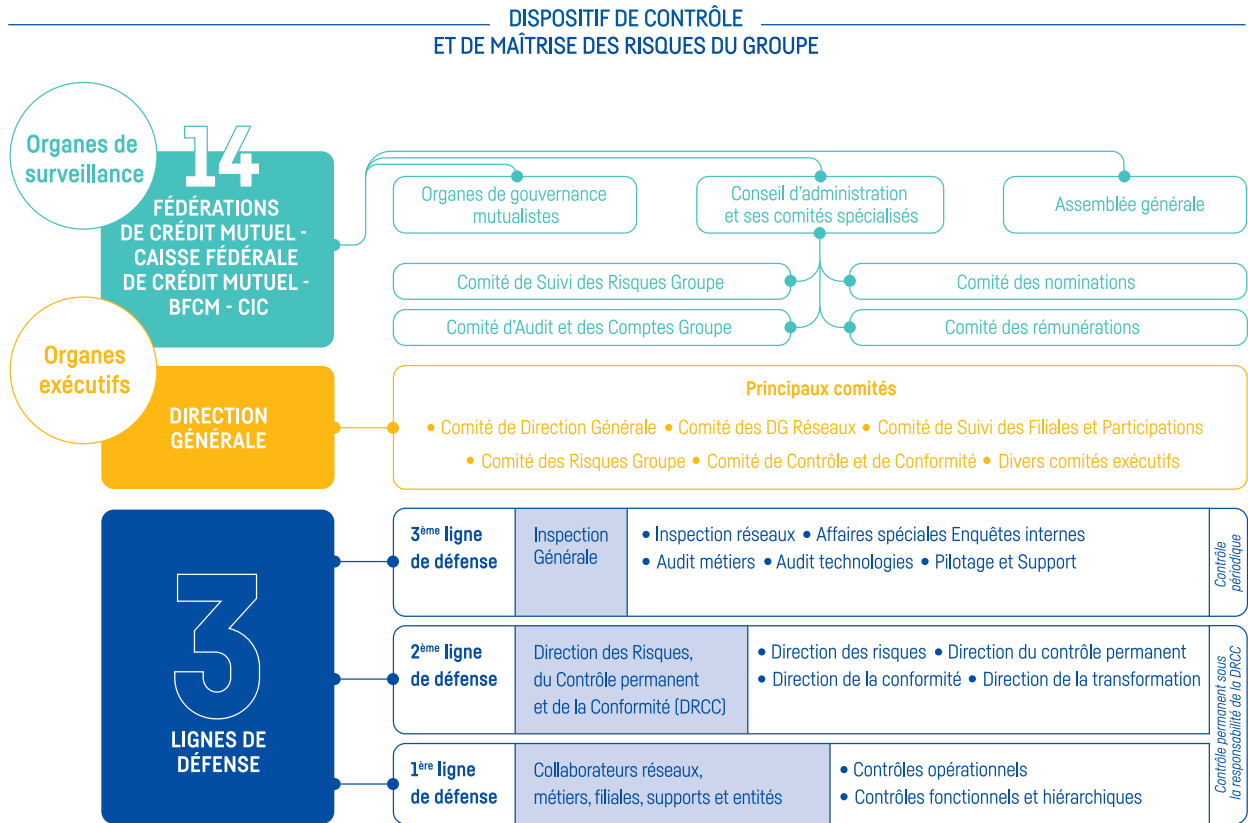 DISPOSITIF DE CONTRÔLE
ET DE MAÎTRISE DES RISQUES DU GROUPE
Organes de
surveillance
14
FÉDÉRATIONS
DE CRÉDIT MUTUEL -
CAISSE FÉDÉRALE
DE CRÉDIT MUTUEL -
BFCM - CIC
Organes de gouvernance
mutualistes
Conseil d'administration
et ses comités spécialisés
Assemblée générale
Comité de Suivi des Risques Groupe
Comité des nominations
Comité d'Audit et des Comptes Groupe
Comité des rémunérations
Organes
exécutifs
DIRECTION
GÉNÉRALE
Principaux comités
• Comité de Direction Générale • Comité des DG Réseaux • Comité de Suivi des Filiales et Participations
• Comité des Risques Groupe • Comité de Contrôle et de Conformité • Divers comités exécutifs
3
LIGNES DE
DÉFENSE
3ème ligne
de défense
Inspection
Générale
• Inspection réseaux • Affaires spéciales Enquêtes internes
• Audit métiers • Audit technologies • Pilotage et Support
Contrôle
périodique
2ème ligne
de défense
Direction des Risques,
du Contrôle permanent
et de la Conformité (DRCC)
• Direction des risques • Direction du contrôle permanent
• Direction de la conformité • Direction de la transformation
Contrôle permanent sous
la responsabilité de la DRCC
1ère ligne
de défense
Collaborateurs réseaux,
métiers, filiales, supports et entités
• Contrôles opérationnels
• Contrôles fonctionnels et hiérarchiques